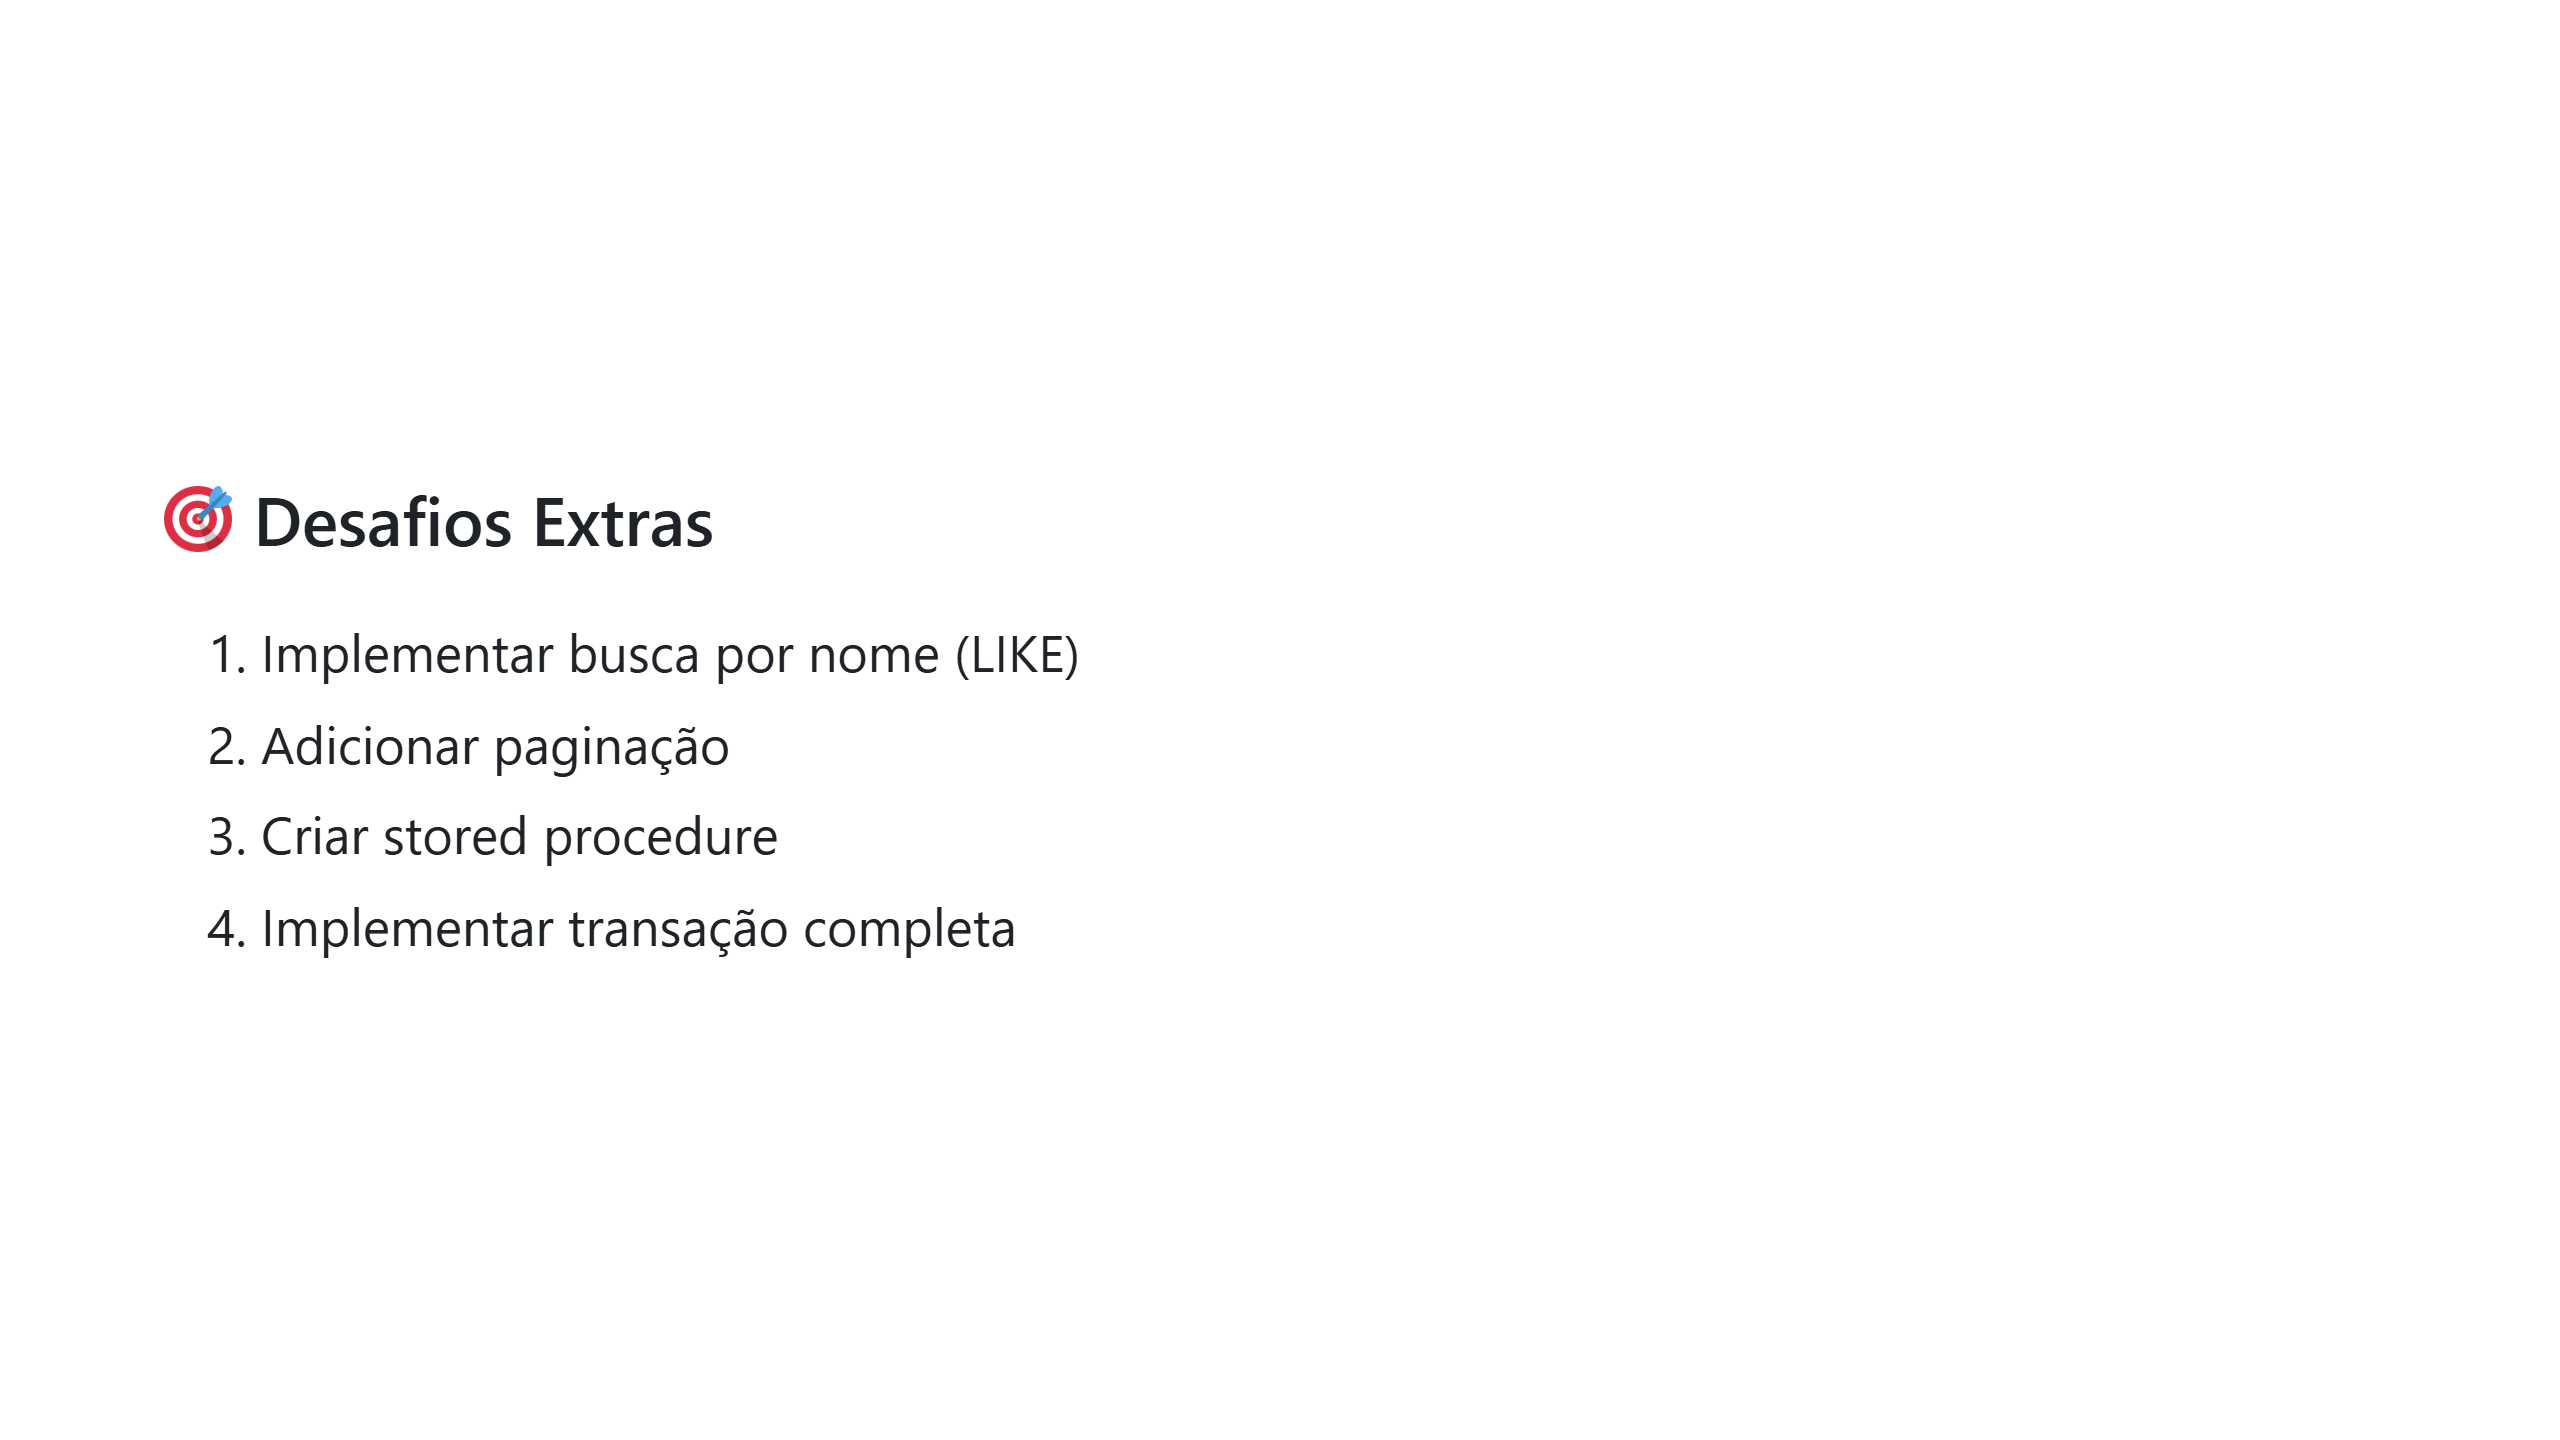 🎯 Desafios Extras
1. Implementar busca por nome (LIKE)
2. Adicionar paginação
3. Criar stored procedure
4. Implementar transação completa